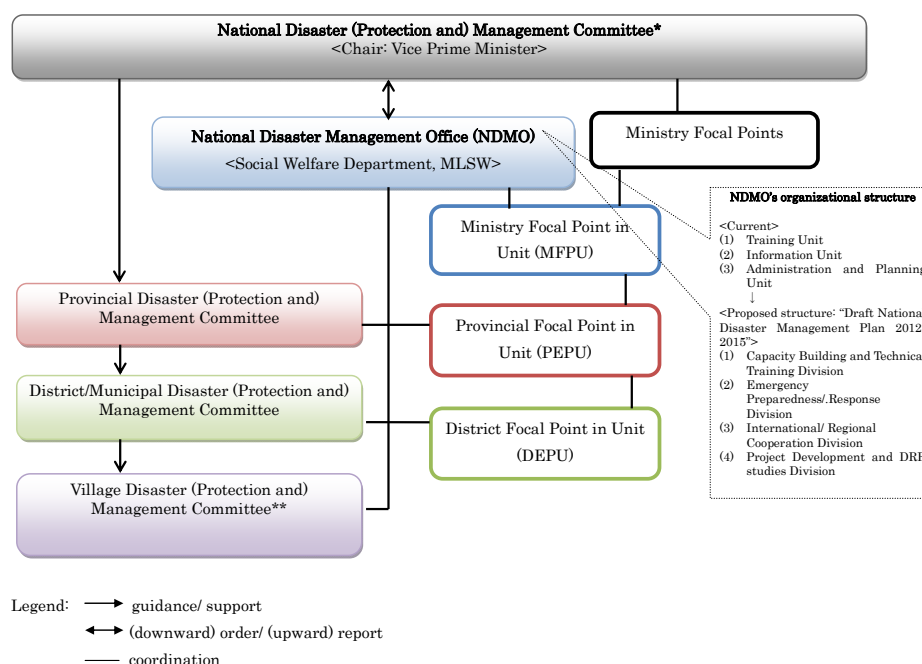 National Disaster (Protection and) Management Committee*
<Chair: Vice Prime Minister>
National Disaster Management Office (NDMO)
<Social Welfare Department, MLSW>
Ministry Focal Points
Ministry Focal Point in
Unit (MFPU)
Provincial Disaster (Protection and)
Management Committee
Provincial Focal Point in
Unit (PEPU)
District/Municipal Disaster (Protection and)
Management Committee
District Focal Point in Unit
(DEPU)
Village Disaster (Protection and)
Management Committee**
NDMO's organizational structure
<Current>
(1) Training Unit
(2) Information Unit
(3) Administration and Planning
Unit
↓
<Proposed structure: “Draft National
Disaster Management Plan 2012
2015”>
(1) Capacity Building and Technical
Training Division
(2) Emergency
Preparedness/.Response
Division
(3) International/ Regional
Cooperation Division
(4) Project Development and DRR
studies Division
Legend:
guidance/ support
(downward) order/ (upward) report
coordination